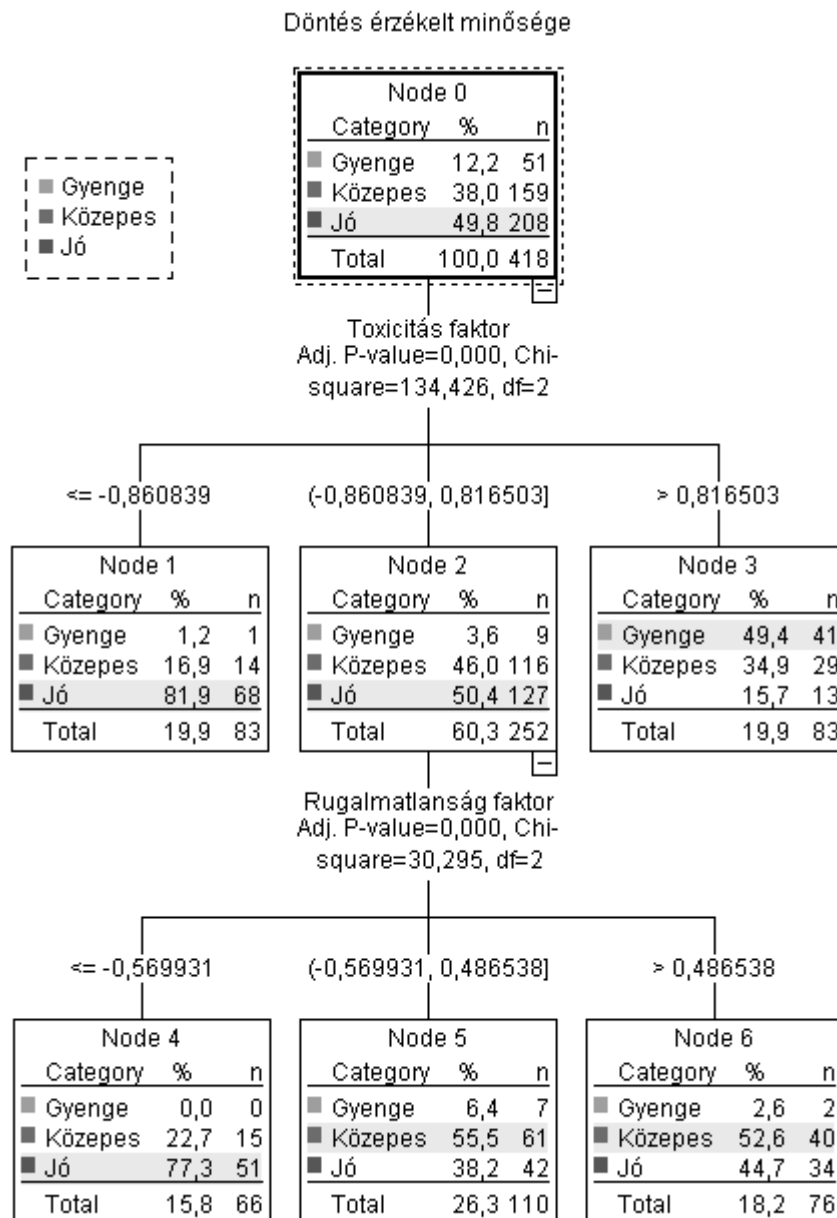 Döntés érzékelt minősége
Gyenge
Közepes
Jó
Node 0
Category % n
Gyenge 12,2 51
Közepes 38,0 159
Jó 49,8 208
Total 100,0 418
Toxicitás faktor
Adj. P-value=0,000, Chi-
square=134,426, df=2
<= -0,860839
(-0,860839, 0,816503]
> 0,816503
Node 1
Category % n
Gyenge 1,2 1
Közepes 16,9 14
Jó 81,9 68
Total 19,9 83
Node 2
Category % n
Gyenge 3,6 9
Közepes 46,0 116
Jó 50,4 127
Total 60,3 252
Node 3
Category % n
Gyenge 49,4 41
Közepes 34,9 29
Jó 15,7 13
Total 19,9 83
Rugalmatlanság faktor
Adj. P-value=0,000, Chi-
square=30,295, df=2
<= -0,569931
(-0,569931, 0,486538]
> 0,486538
Node 4
Category % n
Gyenge 0,0 0
Közepes 22,7 15
Jó 77,3 51
Total 15,8 66
Node 5
Category % n
Gyenge 6,4 7
Közepes 55,5 61
Jó 38,2 42
Total 26,3 110
Node 6
Category % n
Gyenge 2,6 2
Közepes 52,6 40
Jó 44,7 34
Total 18,2 76